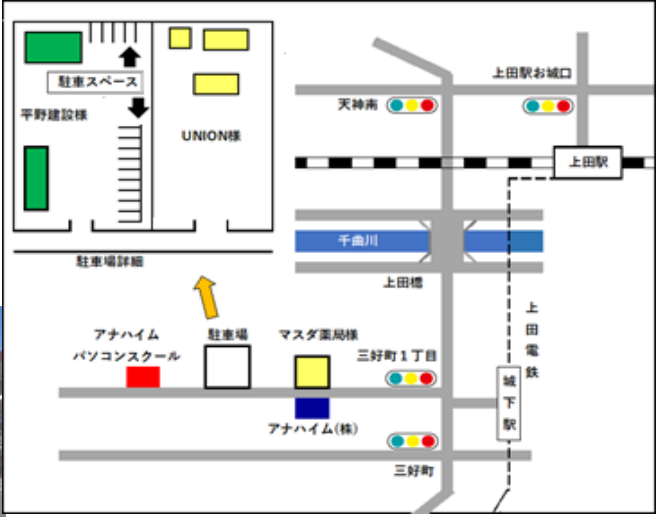 駐車スペース
平野建設様
UNION様
駐車場詳細
上田駅お城口
天神南
上田駅
千曲川
上田橋
上田電鉄
アナハイム
パソコンスクール
駐車場
マスダ薬局様
三好町1丁目
城下駅
アナハイム(株)
三好町